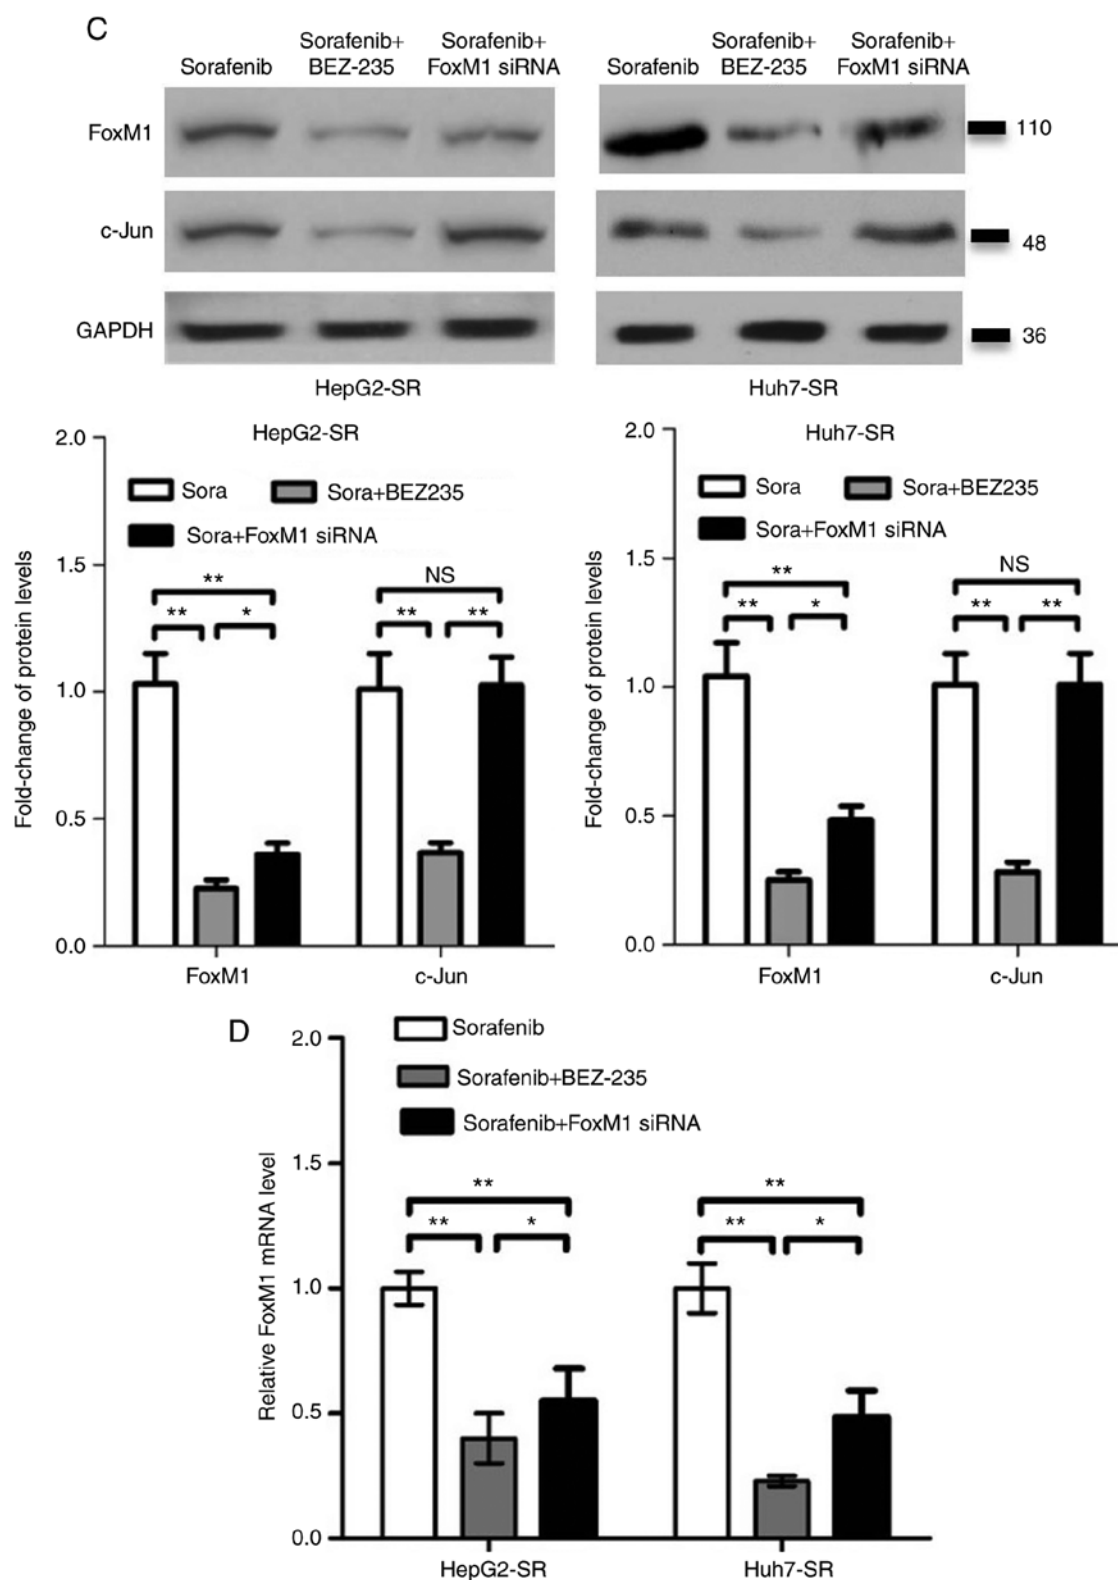 C
Sorafenib
Sorafenib+
BEZ-235
Sorafenib+
FoxM1 siRNA
Sorafenib
Sorafenib+
BEZ-235
Sorafenib+
FoxM1 siRNA
FoxM1
110
c-Jun
48
GAPDH
36
HepG2-SR
Huh7-SR
HepG2-SR
2.0
1.5
1.0
0.5
0.0
Fold-change of protein levels
Sora
Sora+BEZ235
Sora+FoxM1 siRNA
**
**
*
NS
**
**
FoxM1
c-Jun
Huh7-SR
2.0
1.5
1.0
0.5
0.0
Fold-change of protein levels
Sora
Sora+BEZ235
Sora+FoxM1 siRNA
**
**
*
NS
**
**
FoxM1
c-Jun
D
2.0
1.5
1.0
0.5
0.0
Relative FoxM1 mRNA level
Sorafenib
Sorafenib+BEZ-235
Sorafenib+FoxM1 siRNA
**
**
*
**
**
*
HepG2-SR
Huh7-SR